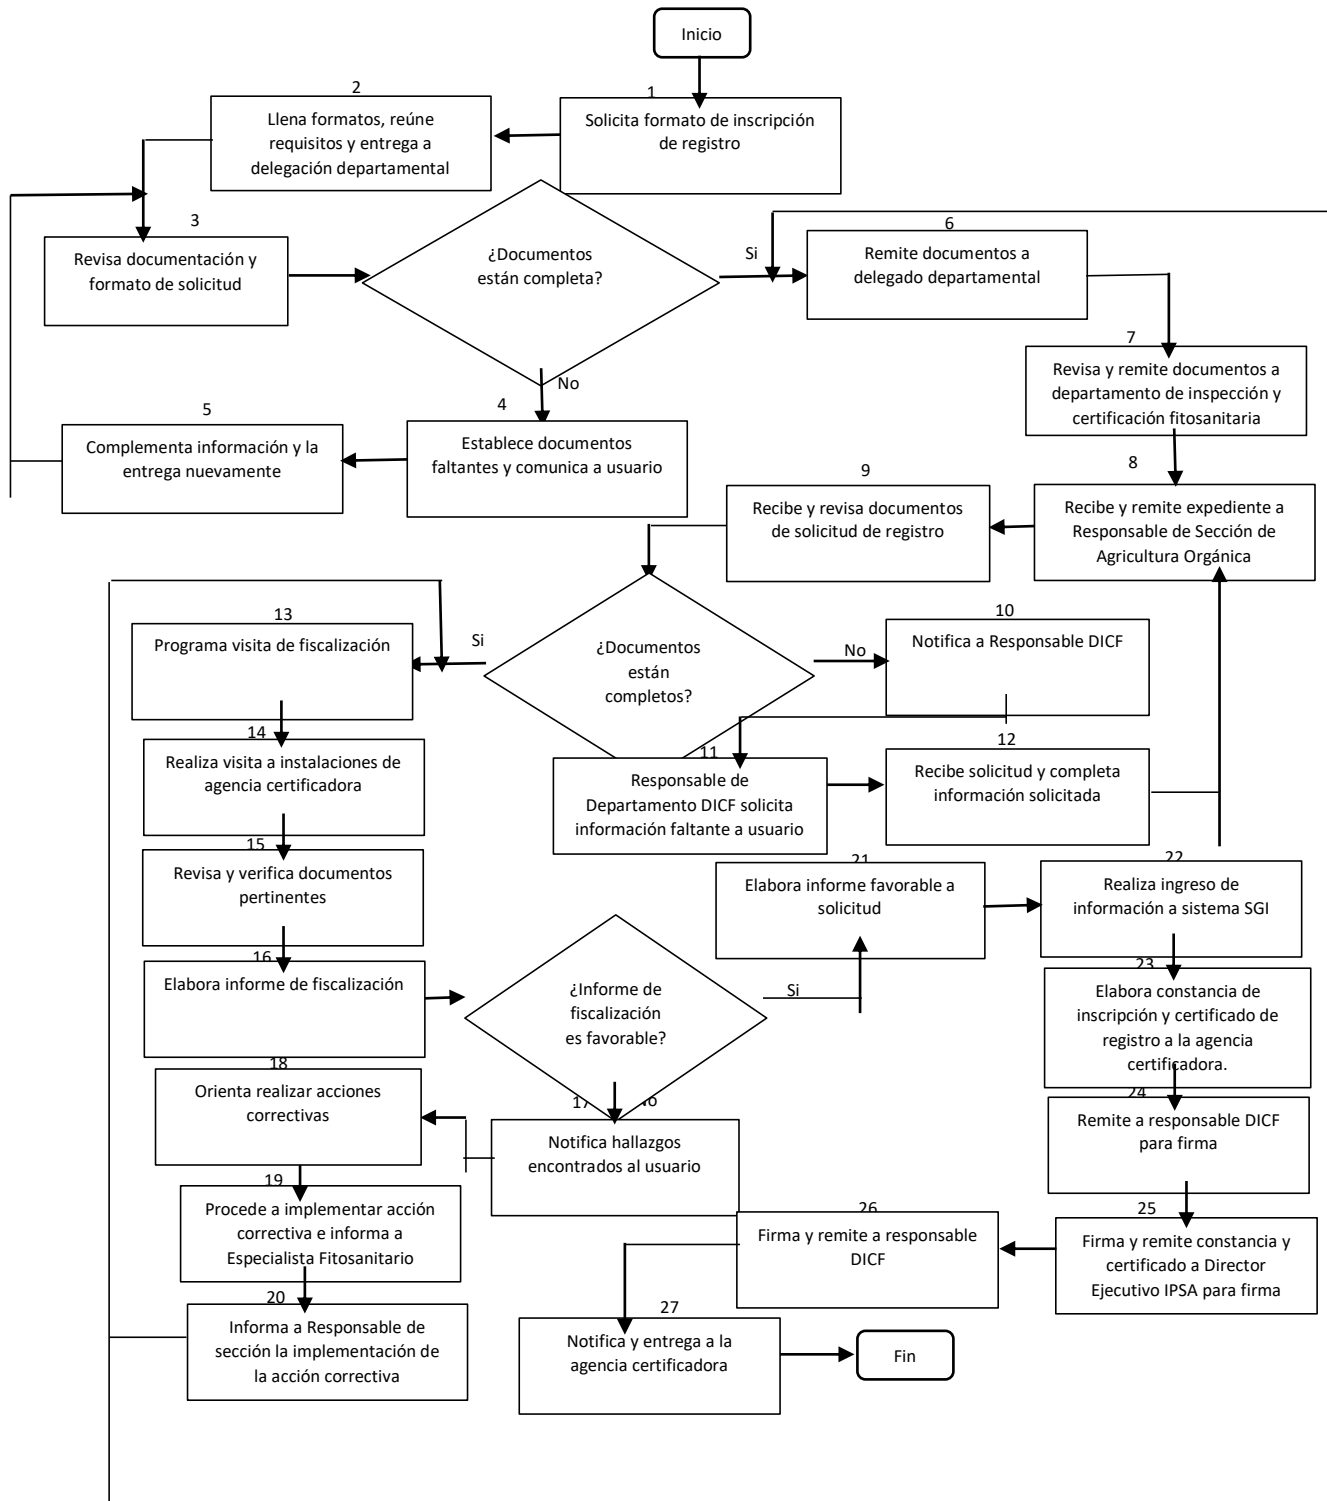 Inicio
1
Solicita formato de inscripción
de registro
2
Llena formatos, reúne
requisitos y entrega a
delegación departamental
3
Revisa documentación y
formato de solicitud
¿Documentos
están completa?
Si
No
4
Establece documentos
faltantes y comunica a usuario
5
Complementa información y la
entrega nuevamente
6
Remite documentos a
delegado departamental
7
Revisa y remite documentos a
departamento de inspección y
certificación fitosanitaria
8
Recibe y remite expediente a
Responsable de Sección de
Agricultura Orgánica
9
Recibe y revisa documentos
de solicitud de registro
¿Documentos
están
completos?
Si
No
10
Notifica a Responsable DICF
11
Responsable de
Departamento DICF solicita
información faltante a usuario
12
Recibe solicitud y completa
información solicitada
13
Programa visita de fiscalización
14
Realiza visita a instalaciones de
agencia certificadora
15
Revisa y verifica documentos
pertinentes
16
Elabora informe de fiscalización
¿Informe de
fiscalización
es favorable?
Si
No
17
Notifica hallazgos
encontrados al usuario
18
Orienta realizar acciones
correctivas
19
Procede a implementar acción
correctiva e informa a
Especialista Fitosanitario
20
Informa a Responsable de
sección la implementación de
la acción correctiva
21
Elabora informe favorable a
solicitud
22
Realiza ingreso de
información a sistema SGI
23
Elabora constancia de
inscripción y certificado de
registro a la agencia
certificadora.
24
Remite a responsable DICF
para firma
25
Firma y remite constancia y
certificado a Director
Ejecutivo IPSA para firma
26
Firma y remite a responsable
DICF
27
Notifica y entrega a la
agencia certificadora
Fin